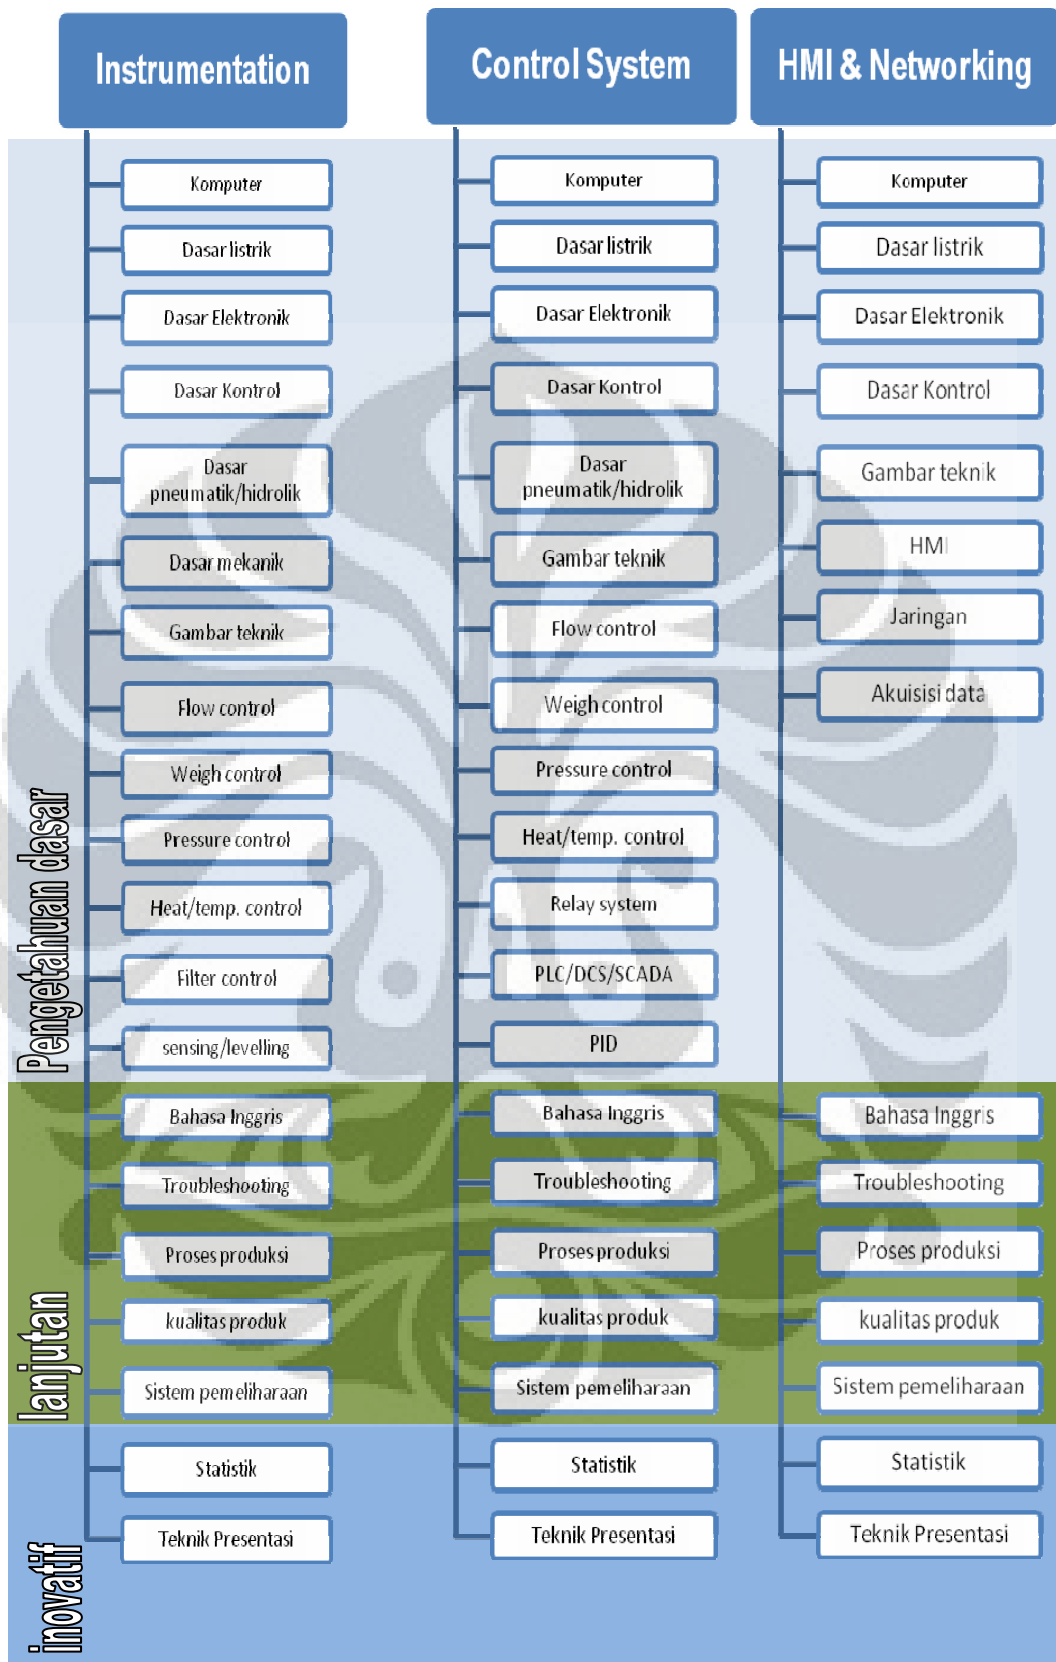 Instrumentation
Komputer
Dasar listrik
Dasar Elektronik
Dasar Kontrol
Dasar
pneumatik/hidrolik
Dasar mekanik
Gambar teknik
Flow control
Weigh control
Pressure control
Heat/temp. control
Filter control
sensing/levelling
Bahasa Inggris
Troubleshooting
Proses produksi
kualitas produk
Sistem pemeliharaan
Statistik
Teknik Presentasi
Control System
Komputer
Dasar listrik
Dasar Elektronik
Dasar Kontrol
Dasar
pneumatik/hidrolik
Gambar teknik
Flow control
Weigh control
Pressure control
Heat/temp. control
Relay system
PLC/DCS/SCADA
PID
Bahasa Inggris
Troubleshooting
Proses produksi
kualitas produk
Sistem pemeliharaan
Statistik
Teknik Presentasi
HMI & Networking
Komputer
Dasar listrik
Dasar Elektronik
Dasar Kontrol
Gambar teknik
HMI
Jaringan
Akuisisi data
Bahasa Inggris
Troubleshooting
Proses produksi
kualitas produk
Sistem pemeliharaan
Statistik
Teknik Presentasi
Pengetahuan dasar
lanjutan
inovatif